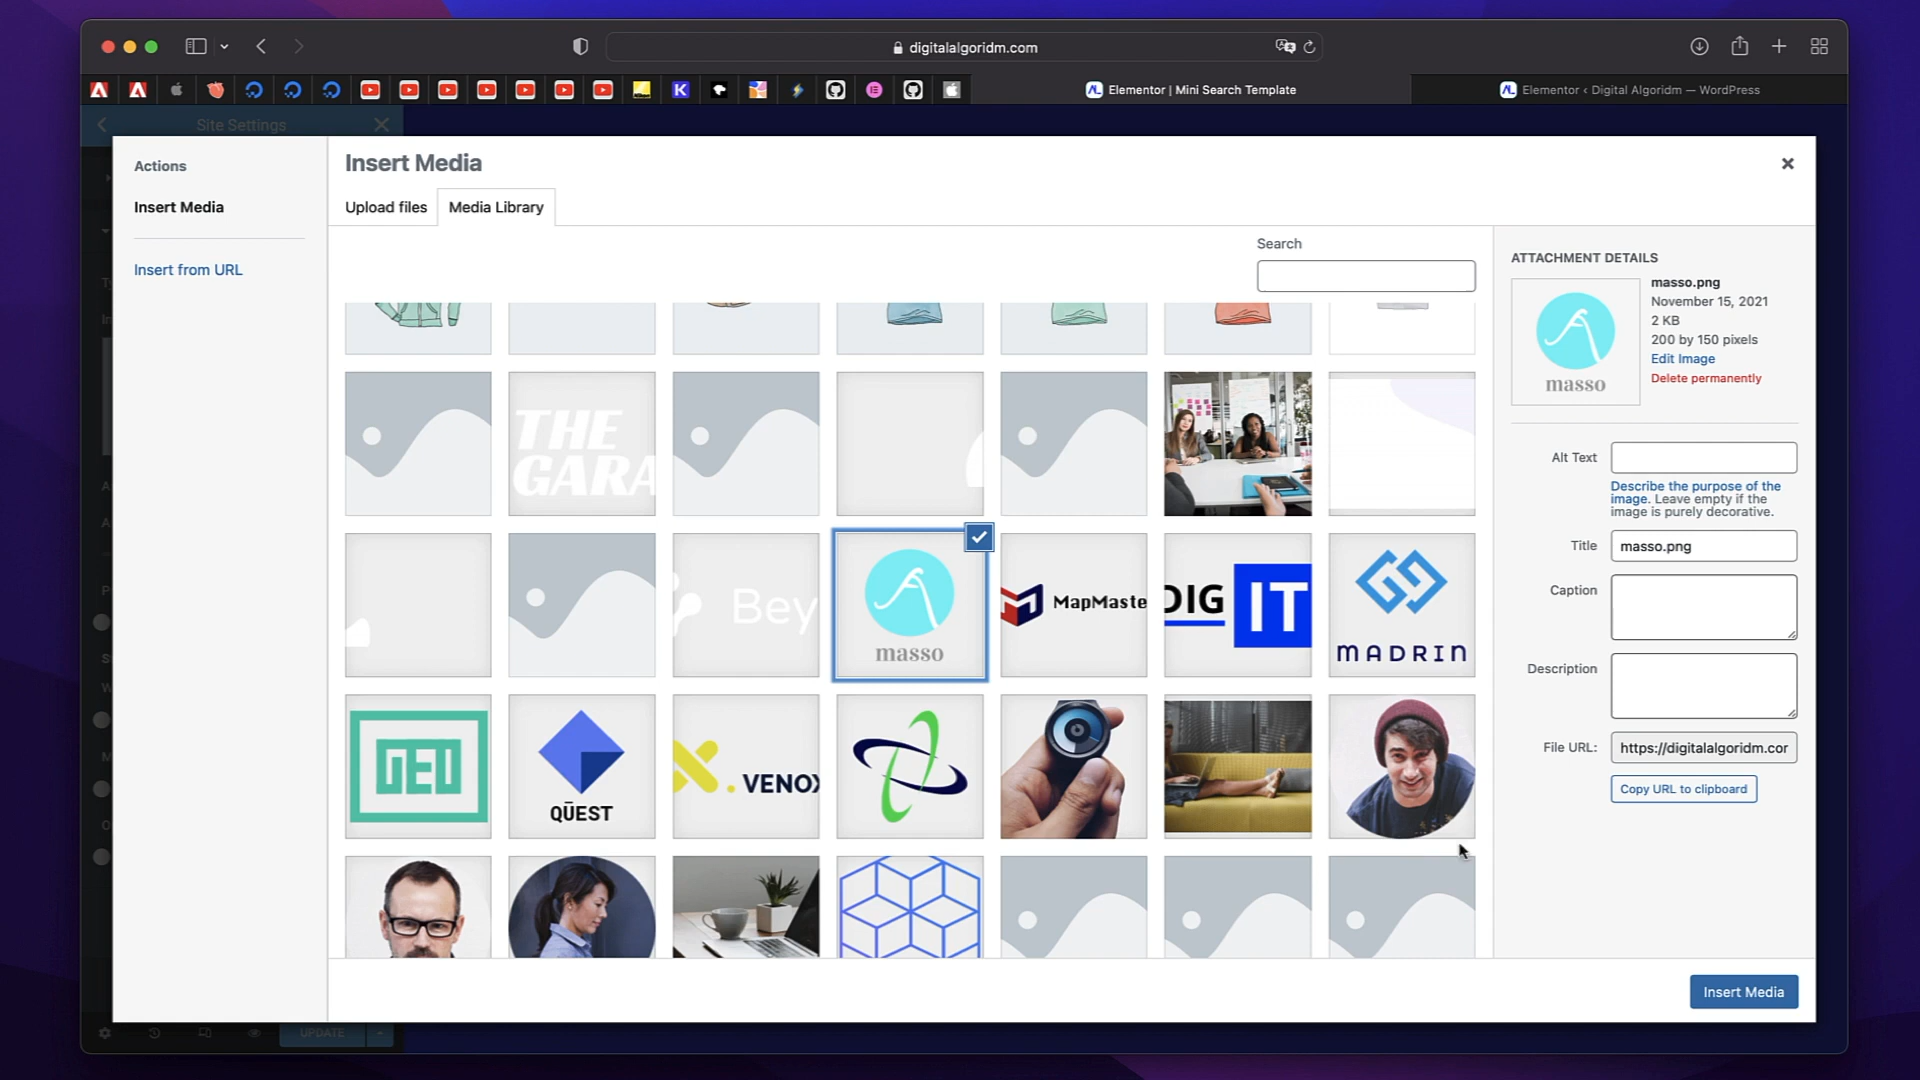 digitalalgoridm.com
Elementor | Mini Search Template
Elementor ‹ Digital Algoridm — WordPress
Site Settings
Actions
Insert Media
Insert from URL
Insert Media
Upload files
Media Library
Search
THE
GARA
Bey
masso
MapMaste
DIG IT
MADRIN
GEO
QŪEST
X.VENOX
ATTACHMENT DETAILS
masso
masso.png
November 15, 2021
2 KB
200 by 150 pixels
Edit Image
Delete permanently
Alt Text
Describe the purpose of the
image. Leave empty if the
image is purely decorative.
Title
masso.png
Caption
Description
File URL:
https://digitalalgoridm.cor
Copy URL to clipboard
Insert Media
UPDATE